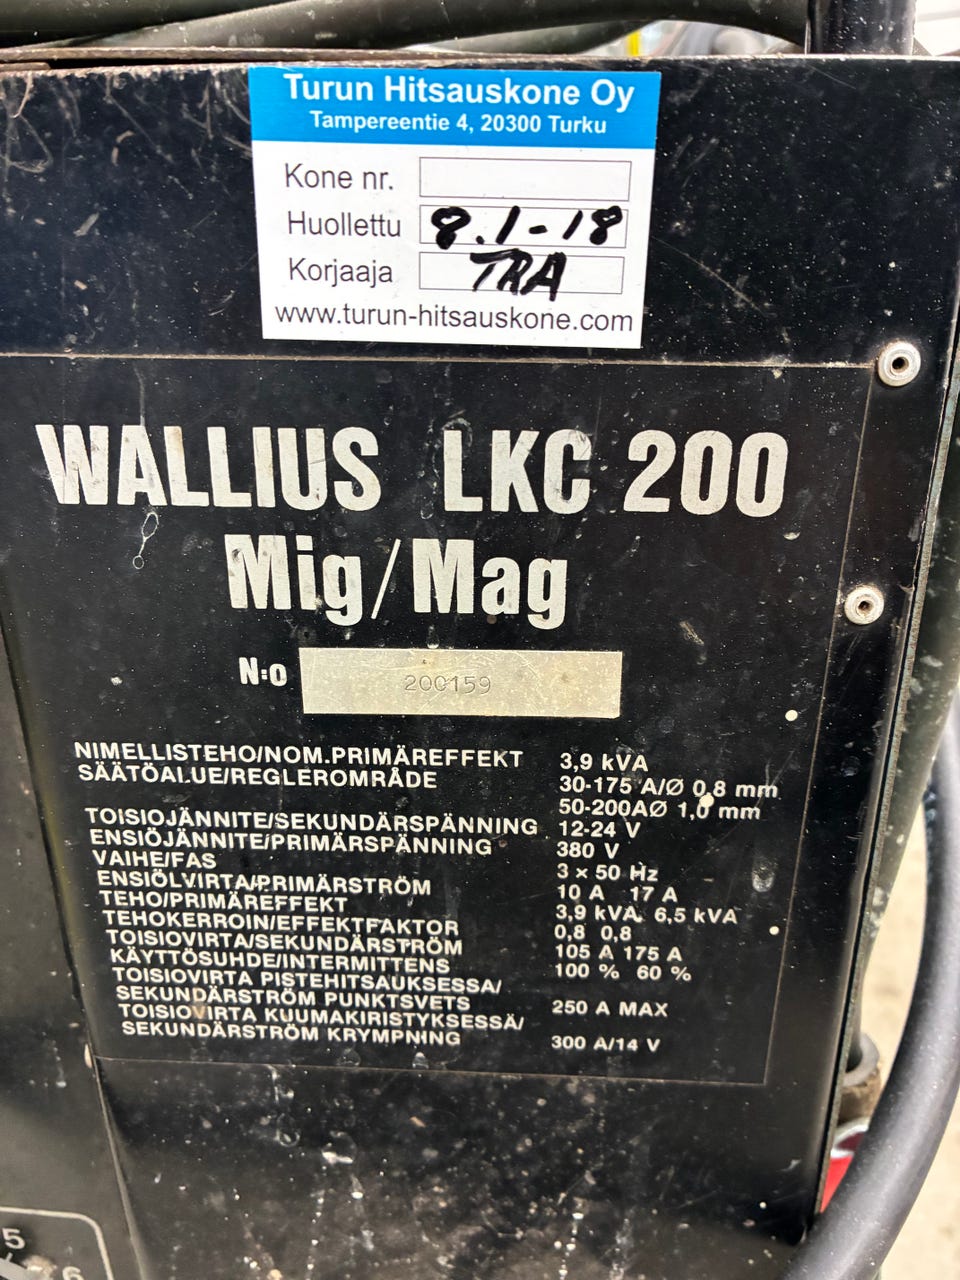 Turun Hitsauskone Oy
Tampereentie 4, 20300 Turku
Kone nr.
Huollettu 8.1-18
Korjaaja TRA
www.turun-hitsauskone.com
WALLIUS LKC 200
Mig/Mag
N:o 200159
NIMELLISTEHO/NOM.PRIMÄREFFEKT 3,9 kVA
SÄÄTÖALUE/REGLEROMRÅDE 30-175 A/Ø 0,8 mm
50-200AØ 1,0 mm
TOISIOJÄNNITE/SEKUNDÄRSPÄNNING 12-24 V
ENSIÖJÄNNITE/PRIMÄRSPÄNNING 380 V
VAIHE/FAS 3 x 50 Hz
ENSIÖLVIRTA/PRIMÄRSTRÖM 10 A 17 A
TEHO/PRIMÄREFFEKT 3,9 kVA 6,5 kVA
TEHOKERROIN/EFFEKTFAKTOR 0,8 0,8
TOISIOVIRTA/SEKUNDÄRSTRÖM 105 A 175 A
KÄYTTÖSUHDE/INTERMITTENS 100 % 60 %
TOISIOVIRTA PISTEHITSAUKSESSA/
SEKUNDÄRSTRÖM PUNKTSVETS 250 A MAX
TOISIOVIRTA KUUMAKIRISTYKSESSÄ/
SEKUNDÄRSTRÖM KRYMPNING 300 A/14 V
5
6